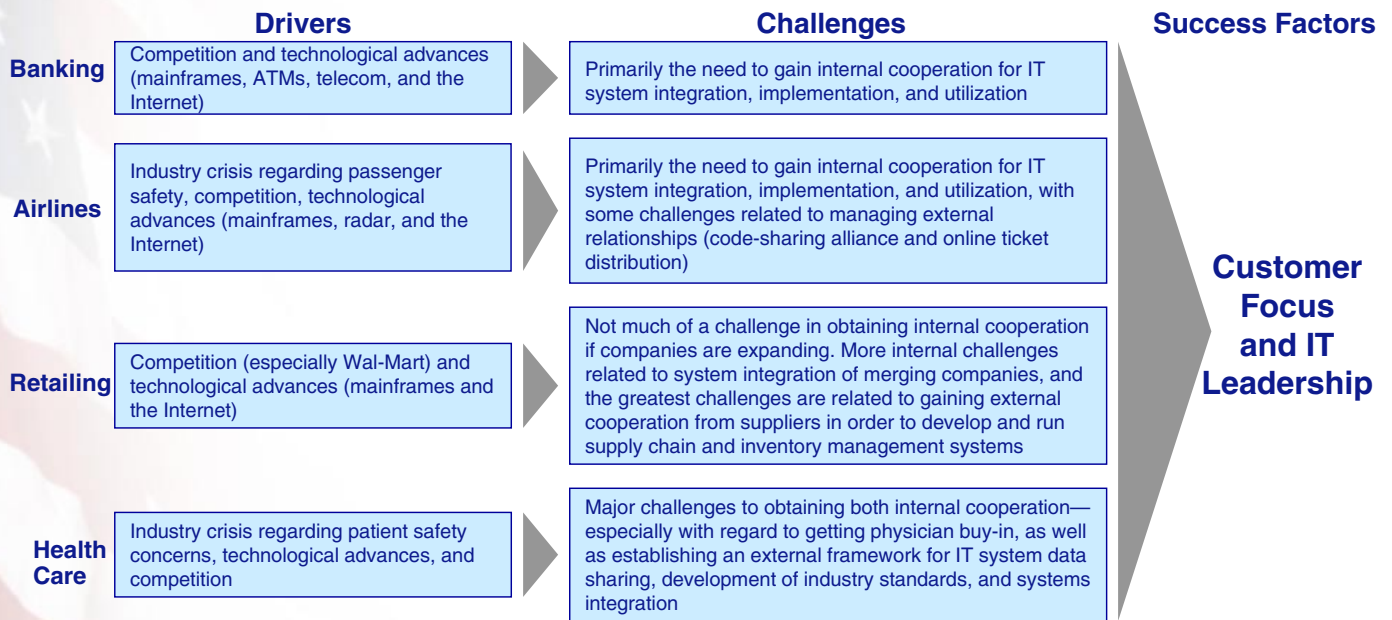 Drivers
Challenges
Success Factors
Banking
Competition and technological advances
(mainframes, ATMs, telecom, and the
Internet)
Primarily the need to gain internal cooperation for IT
system integration, implementation, and utilization
Airlines
Industry crisis regarding passenger
safety, competition, technological
advances (mainframes, radar, and the
Internet)
Primarily the need to gain internal cooperation for IT
system integration, implementation, and utilization, with
some challenges related to managing external
relationships (code-sharing alliance and online ticket
distribution)
Retailing
Competition (especially Wal-Mart) and
technological advances (mainframes and
the Internet)
Not much of a challenge in obtaining internal cooperation
if companies are expanding. More internal challenges
related to system integration of merging companies, and
the greatest challenges are related to gaining external
cooperation from suppliers in order to develop and run
supply chain and inventory management systems
Health
Care
Industry crisis regarding patient safety
concerns, technological advances, and
competition
Major challenges to obtaining both internal cooperation—
especially with regard to getting physician buy-in, as well
as establishing an external framework for IT system data
sharing, development of industry standards, and systems
integration
Customer
Focus
and IT
Leadership